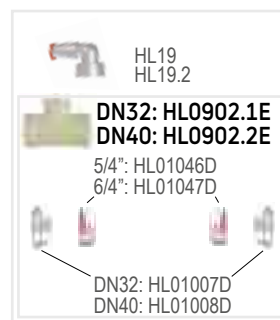 HL19
HL19.2
DN32: HL0902.1E
DN40: HL0902.2E
5/4": HL01046D
6/4": HL01047D
DN32: HL01007D
DN40: HL01008D